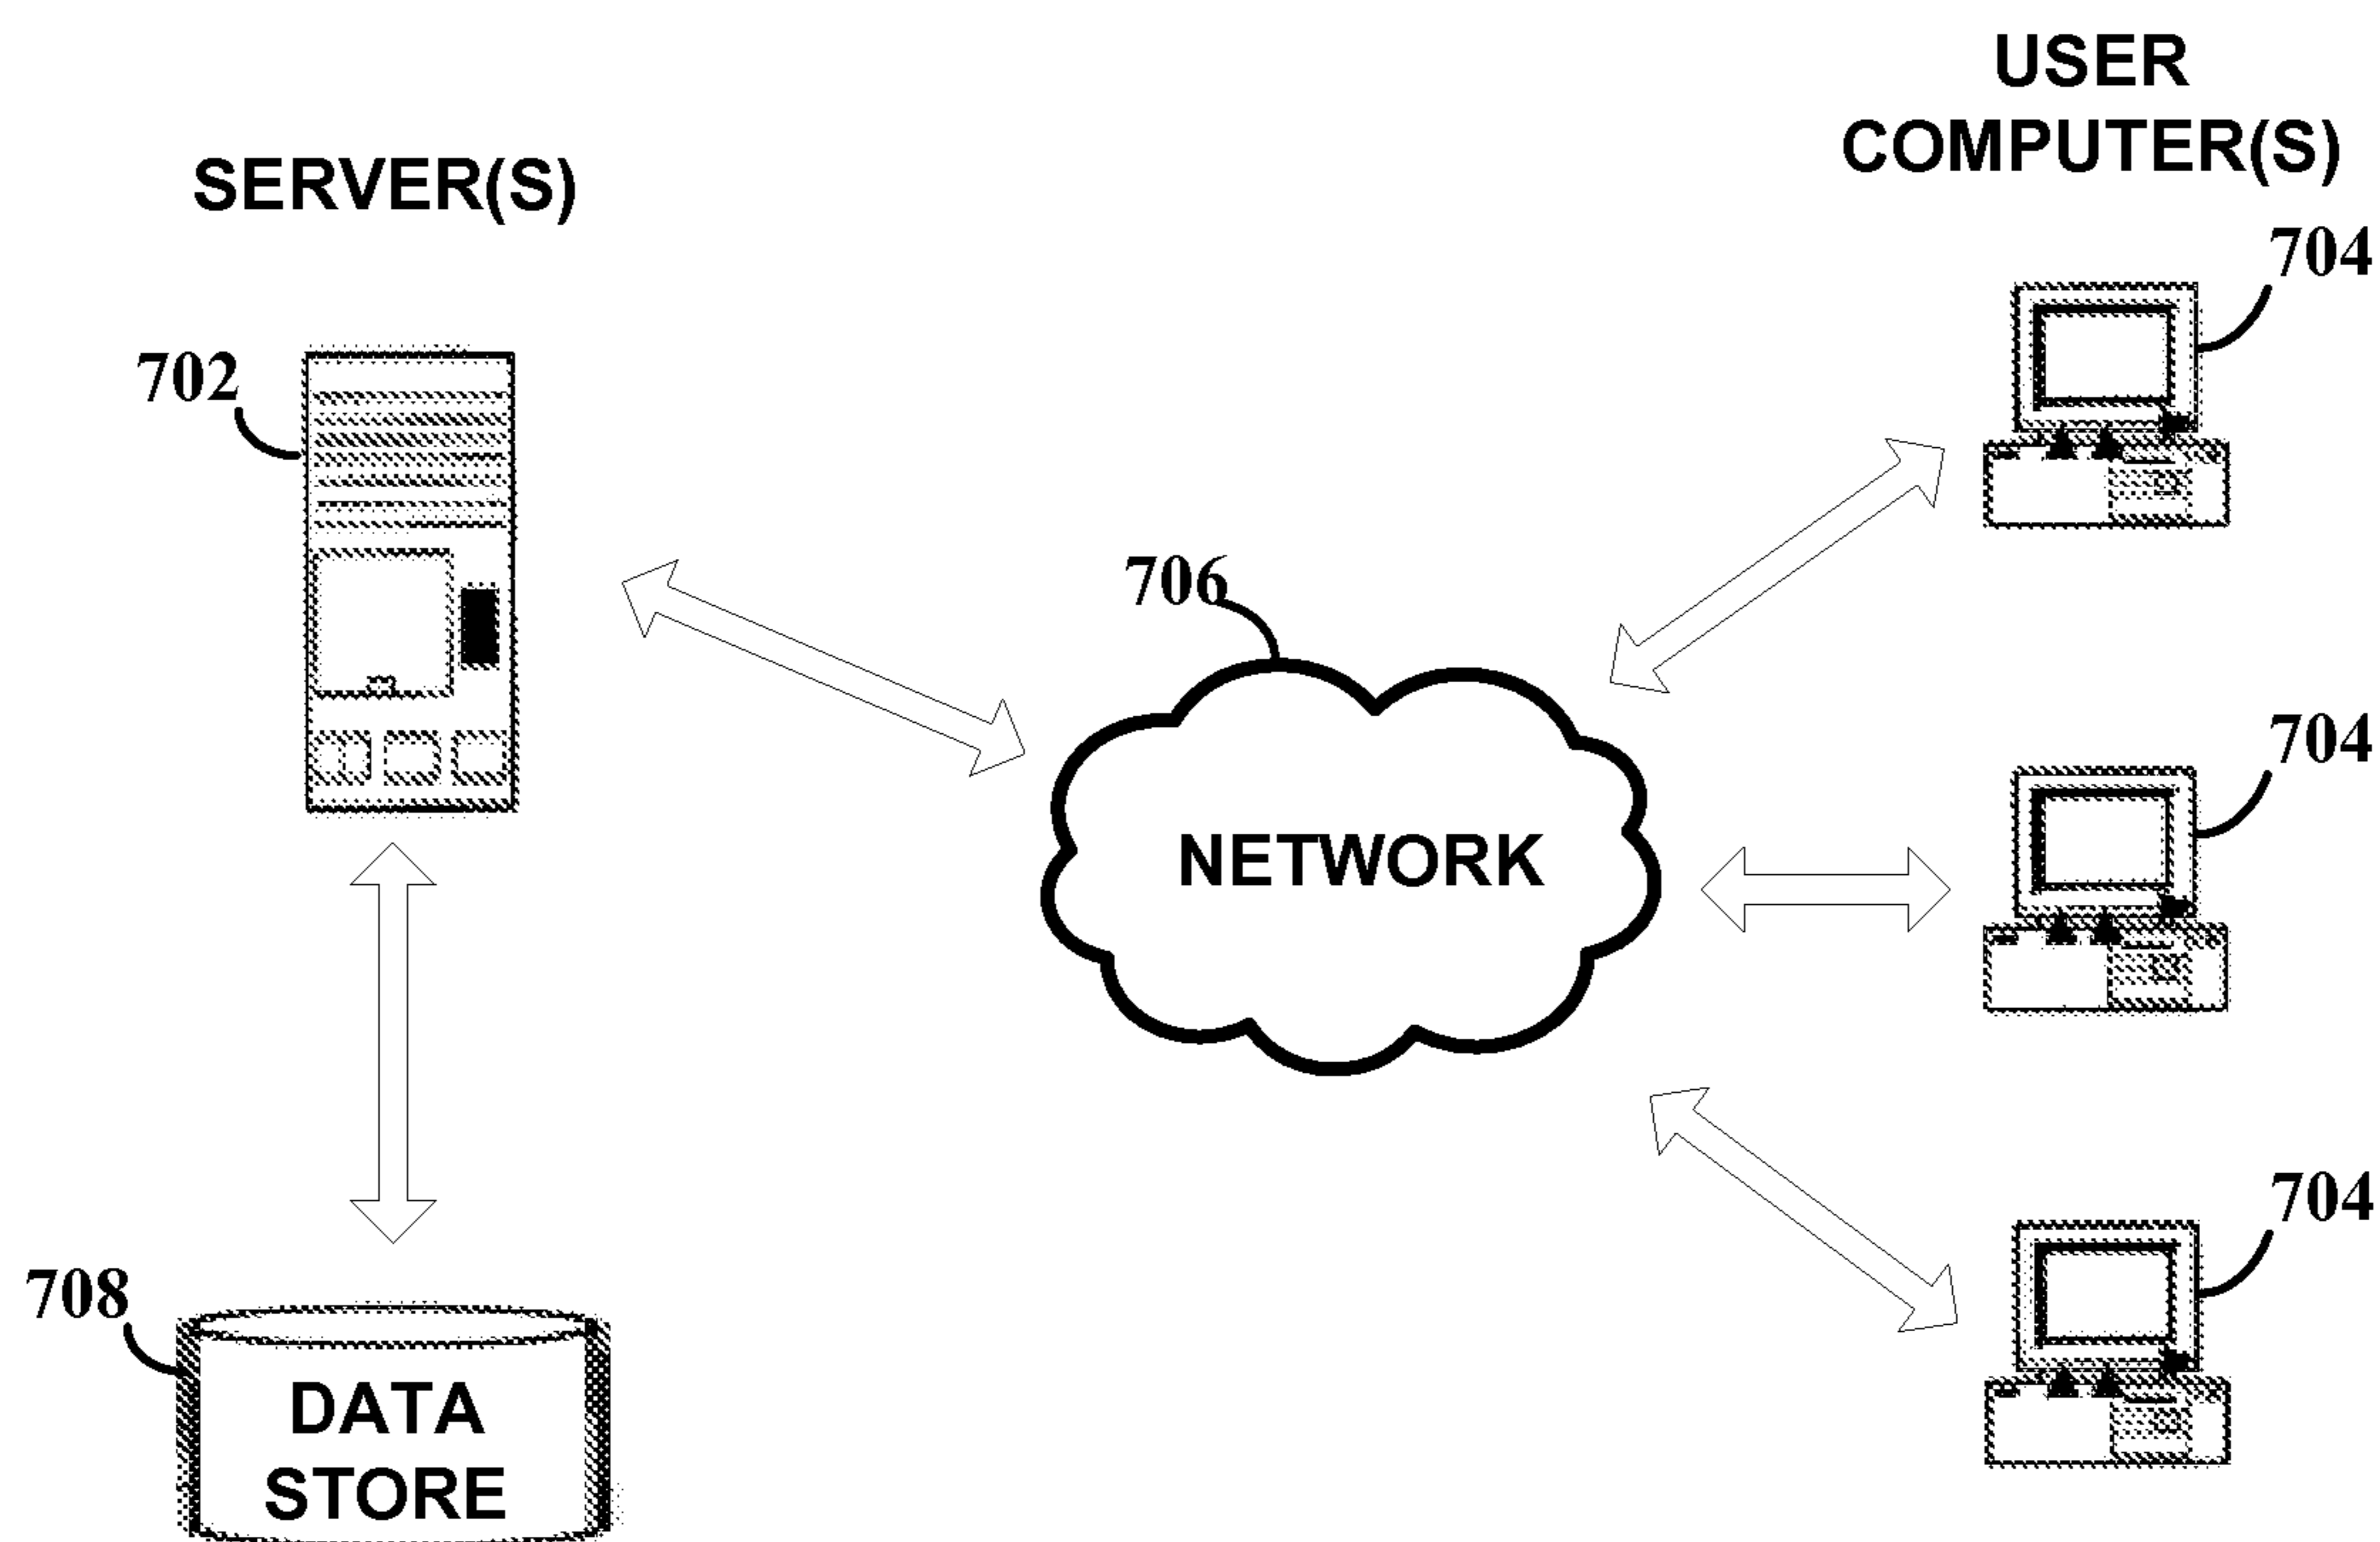 USER
COMPUTER(S)
SERVER(S)
704
702
706
704
NETWORK
704
708
DATA
STORE